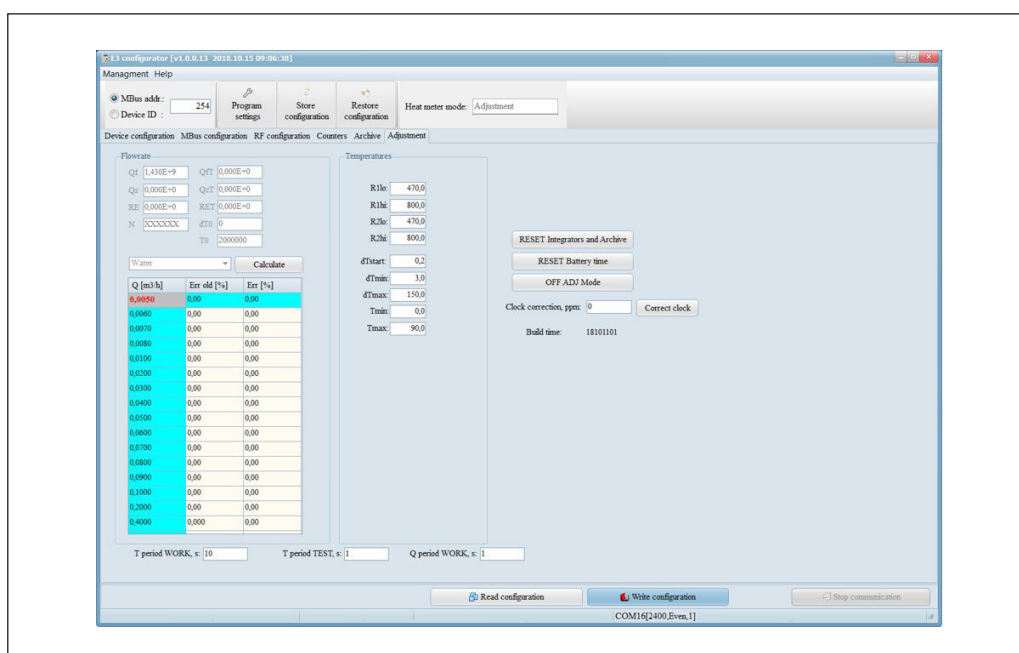 E3 configurator [v1.0.0.13 2018.10.15 09:06:38]
Managment Help
MBus addr.: 254
Device ID :
Program settings
Store configuration
Restore configuration
Heat meter mode: Adjustment
Device configuration MBus configuration RF configuration Counters Archive Adjustment
Flowrate
Qf 1,430E+9 QfT 0,000E+0
Qz 0,000E+0 QzT 0,000E+0
RE 0,000E+0 RET 0,000E+0
N XXXXXX dT0 0
T0 2000000
Water Calculate
Q [m3/h] Err old [%] Err [%]
0,0050 0,00 0,00
0,0060 0,00 0,00
0,0070 0,00 0,00
0,0080 0,00 0,00
0,0100 0,00 0,00
0,0200 0,00 0,00
0,0300 0,00 0,00
0,0400 0,00 0,00
0,0500 0,00 0,00
0,0600 0,00 0,00
0,0700 0,00 0,00
0,0800 0,00 0,00
0,0900 0,00 0,00
0,1000 0,00 0,00
0,2000 0,00 0,00
0,4000 0,000 0,00
Temperatures
R1lo: 470,0
R1hi: 800,0
R2lo: 470,0
R2hi: 800,0
dTstart: 0,2
dTmin: 3,0
dTmax: 150,0
Tmin: 0,0
Tmax: 90,0
RESET Integrators and Archive
RESET Battery time
OFF ADJ Mode
Clock correction, ppm: 0 Correct clock
Build time: 18101101
T period WORK, s: 10 T period TEST, s: 1 Q period WORK, s: 1
Read configuration Write configuration Stop communication
COM16[2400,Even,1]